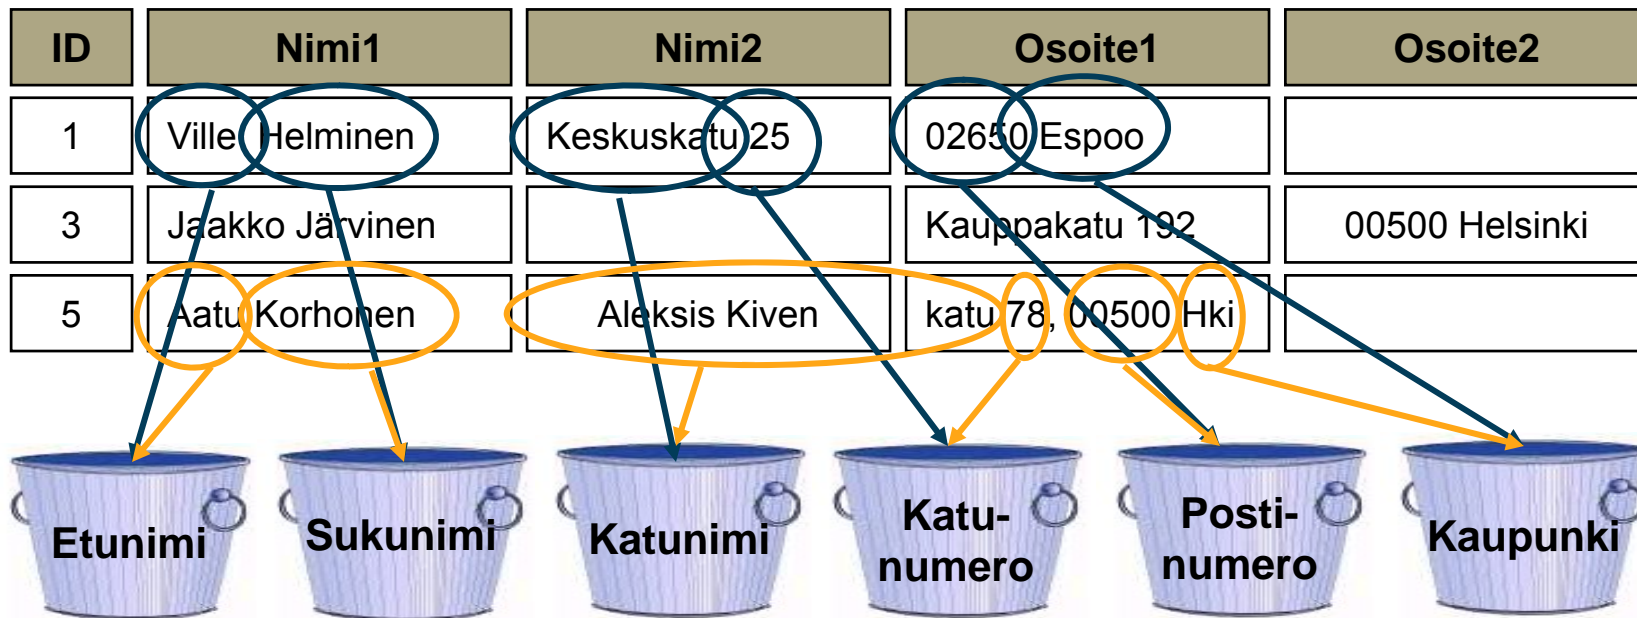 ID Nimi1 Nimi2 Osoite1 Osoite2
1 Ville Helminen Keskuskatu 25 02650 Espoo
3 Jaakko Järvinen Kauppakatu 192 00500 Helsinki
5 Aatu Korhonen Aleksis Kiven katu 78, 00500 Hki
Etunimi
Sukunimi
Katunimi
Katu-
numero
Posti-
numero
Kaupunki